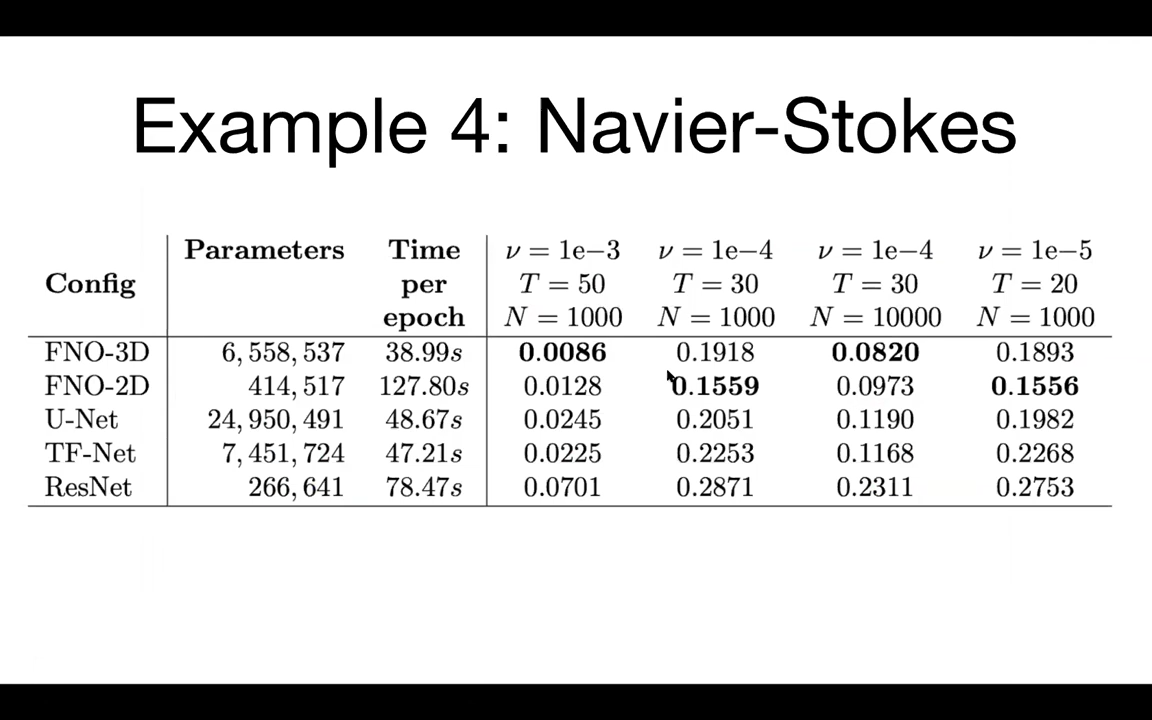 Example 4: Navier-Stokes
Parameters Time ν = 1e−3 ν = 1e−4 ν = 1e−4 ν = 1e−5
Config per T = 50 T = 30 T = 30 T = 20
epoch N = 1000 N = 1000 N = 10000 N = 1000
FNO-3D 6,558,537 38.99s 0.0086 0.1918 0.0820 0.1893
FNO-2D 414,517 127.80s 0.0128 0.1559 0.0973 0.1556
U-Net 24,950,491 48.67s 0.0245 0.2051 0.1190 0.1982
TF-Net 7,451,724 47.21s 0.0225 0.2253 0.1168 0.2268
ResNet 266,641 78.47s 0.0701 0.2871 0.2311 0.2753